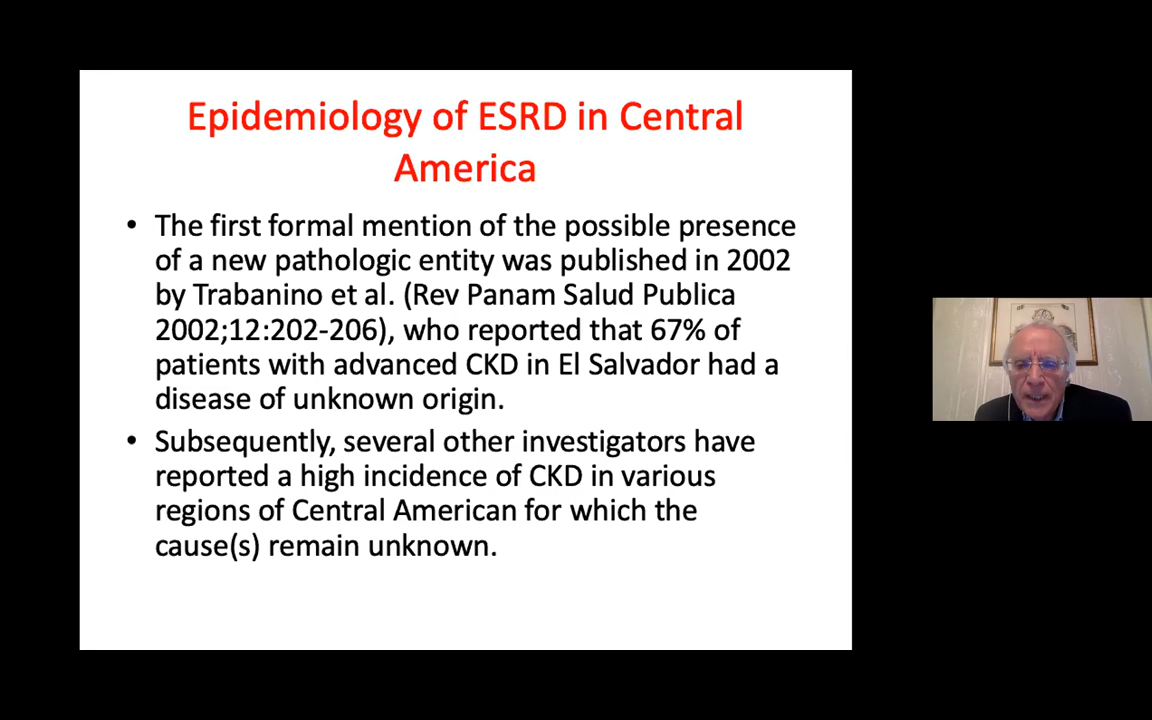 Epidemiology of ESRD in Central
America
• The first formal mention of the possible presence
of a new pathologic entity was published in 2002
by Trabanino et al. (Rev Panam Salud Publica
2002;12:202-206), who reported that 67% of
patients with advanced CKD in El Salvador had a
disease of unknown origin.
• Subsequently, several other investigators have
reported a high incidence of CKD in various
regions of Central American for which the
cause(s) remain unknown.